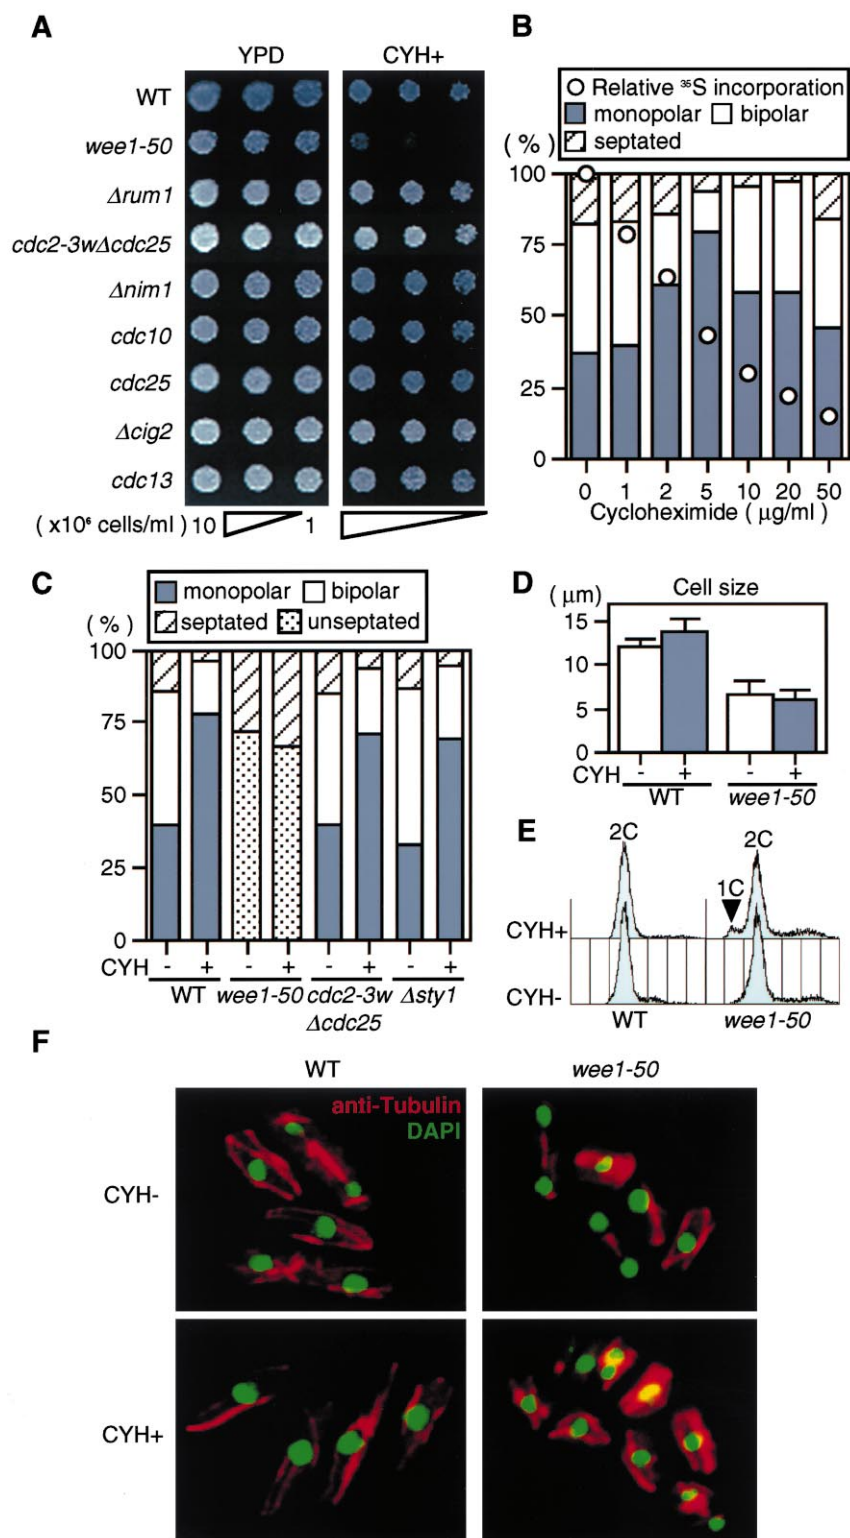 A
YPD
CYH+
WT
wee1-50
Δrum1
cdc2-3wΔcdc25
Δnim1
cdc10
cdc25
Δcig2
cdc13
(x10⁶ cells/ml) 10
1
B
Relative ³⁵S incorporation
monopolar
bipolar
septated
(%)
100
75
50
25
0
0 1 2 5 10 20 50
Cycloheximide (μg/ml)
C
monopolar
bipolar
septated
unseptated
(%)
100
75
50
25
0
CYH - + - + - + - +
WT wee1-50 cdc2-3w Δsty1
Δcdc25
D
Cell size
(μm)
15
10
5
0
CYH - + - +
WT wee1-50
E
2C
2C
1C
CYH+
CYH-
WT wee1-50
F
WT
wee1-50
anti-Tubulin
DAPI
CYH-
CYH+